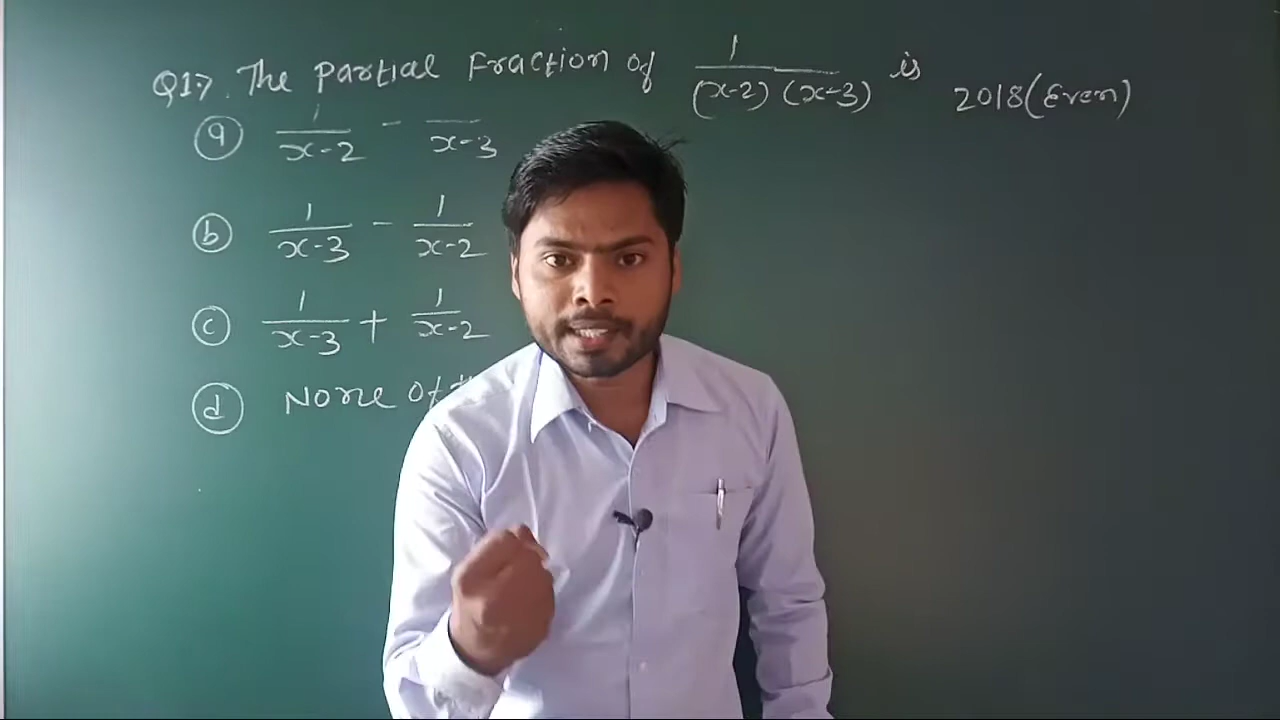 Q1→. The Partial Fraction of 1/(x-2)(x-3) is 2018(Even)
(a) 1/x-2 - /x-3
(b) 1/x-3 - 1/x-2
(c) 1/x-3 + 1/x-2
(d) None of